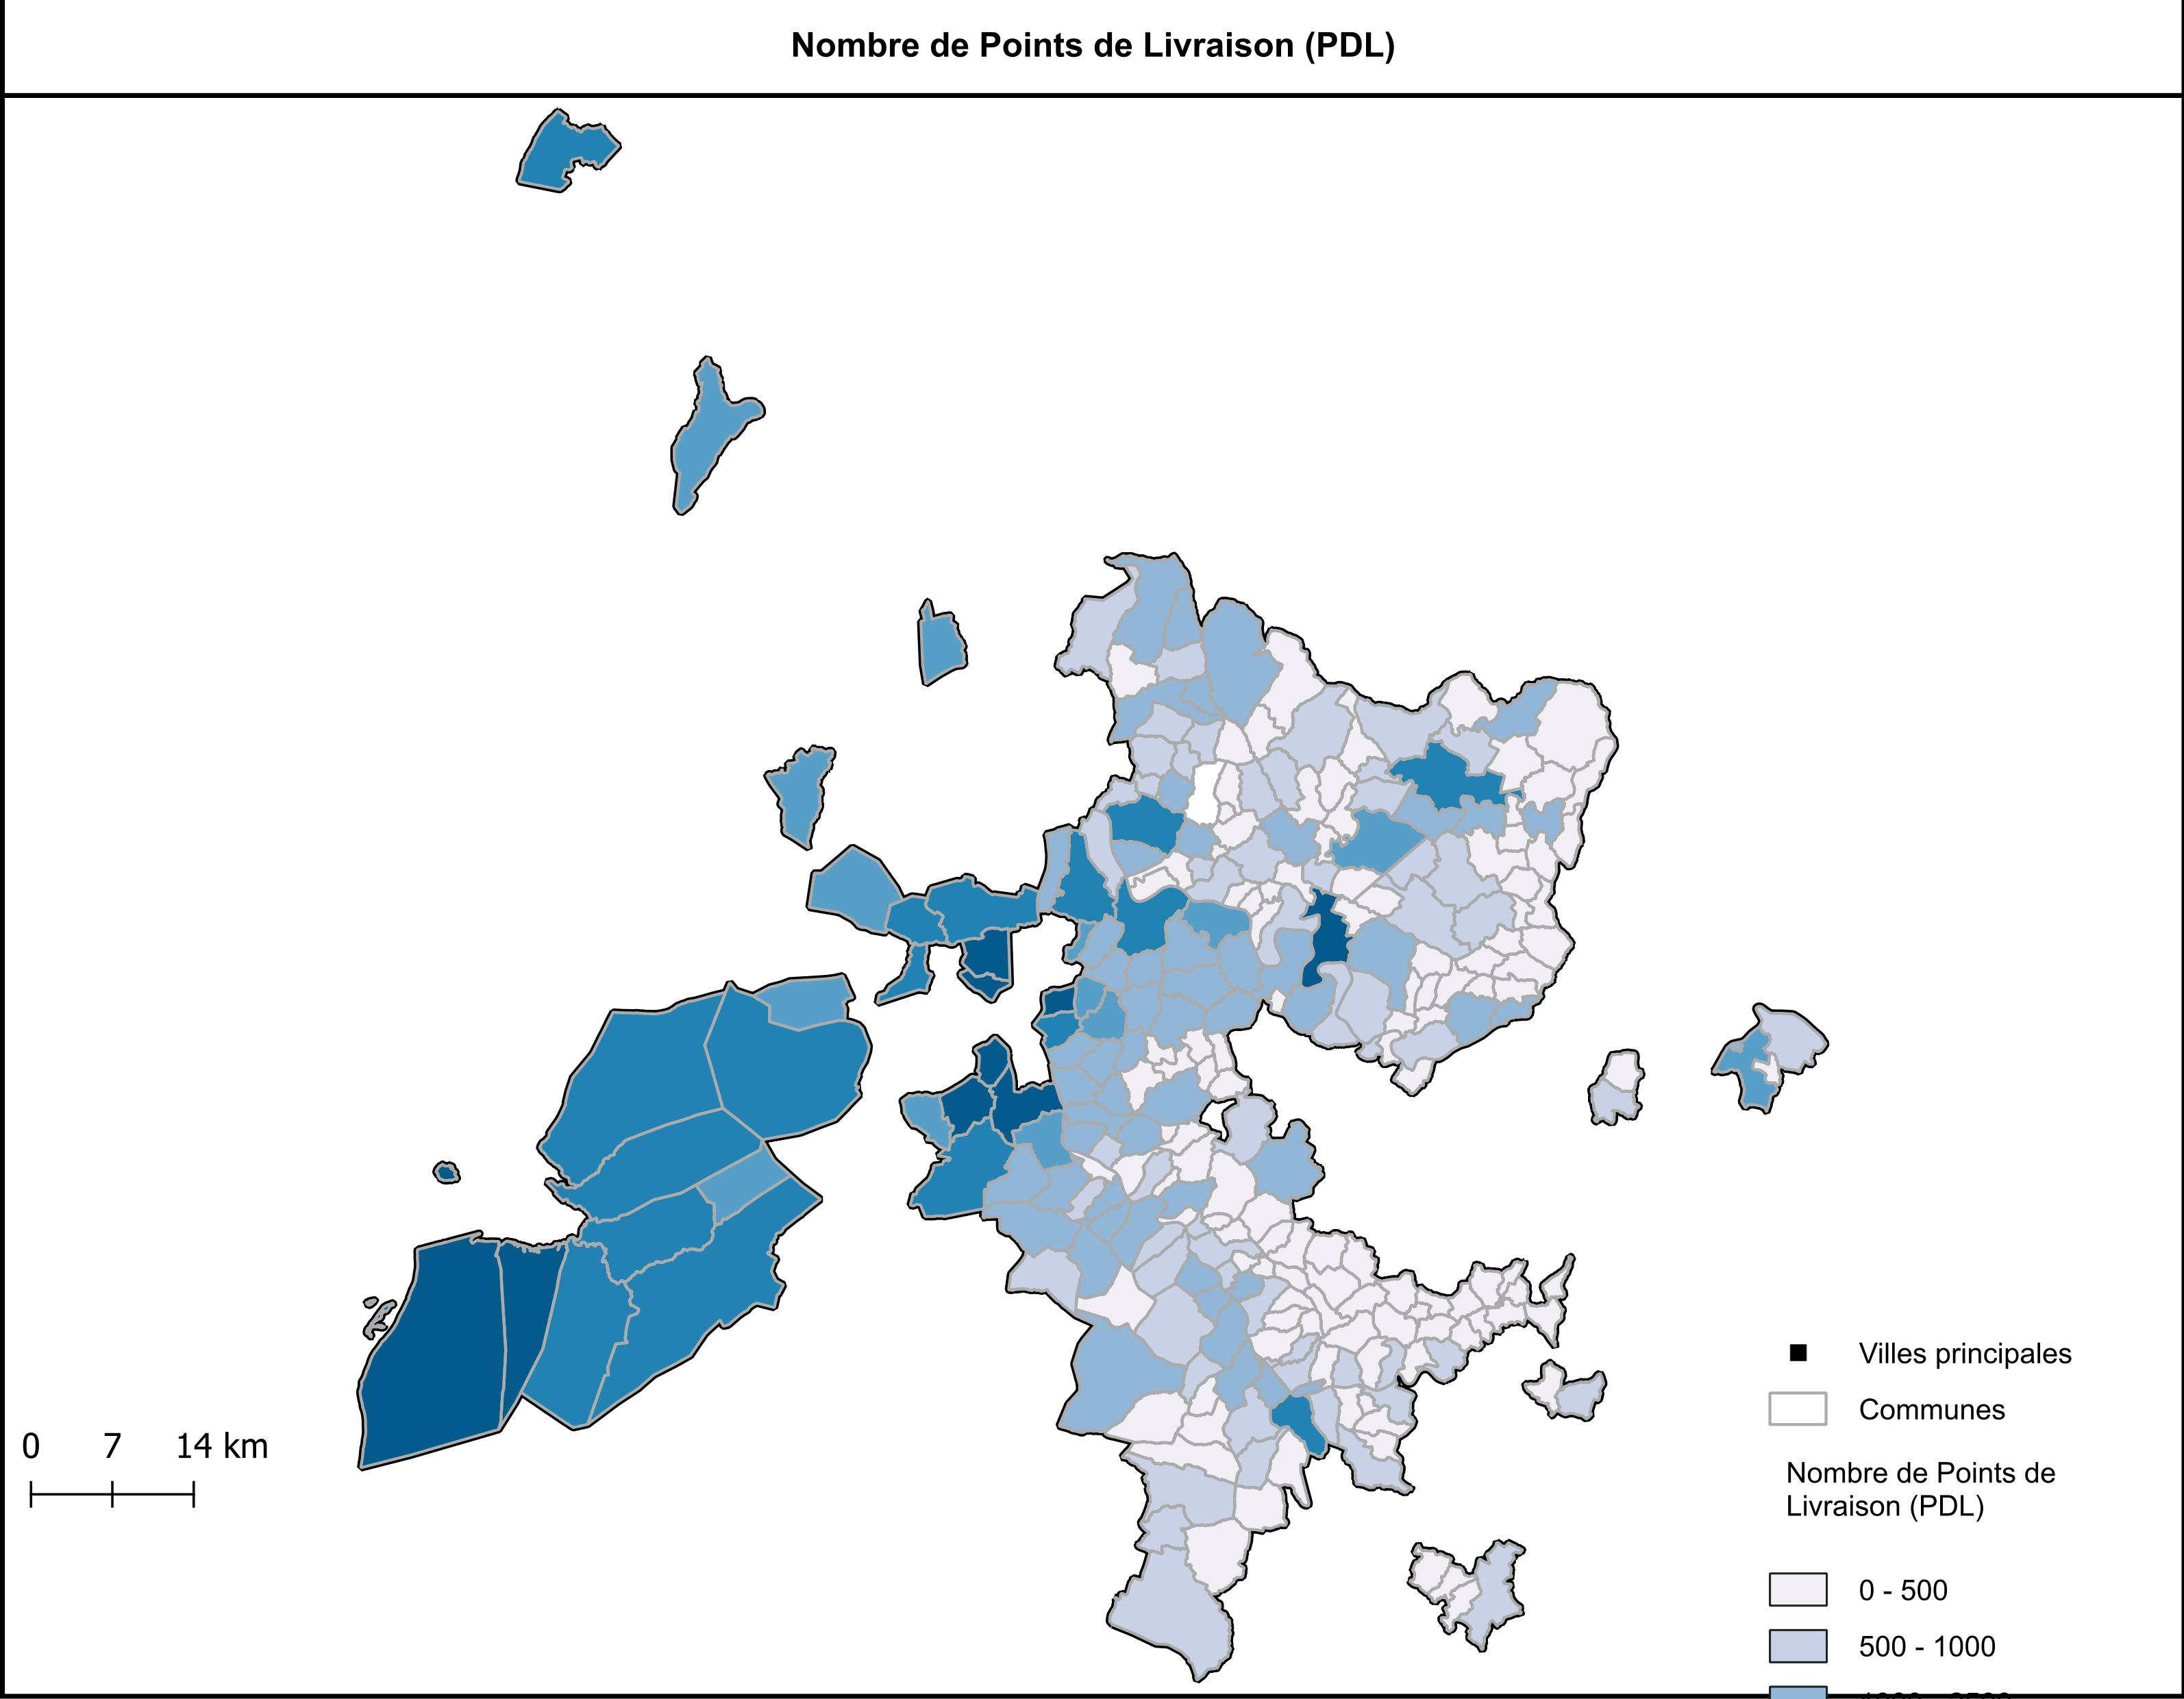 Nombre de Points de Livraison (PDL)
0 7 14 km
Villes principales
Communes
Nombre de Points de
Livraison (PDL)
0 - 500
500 - 1000